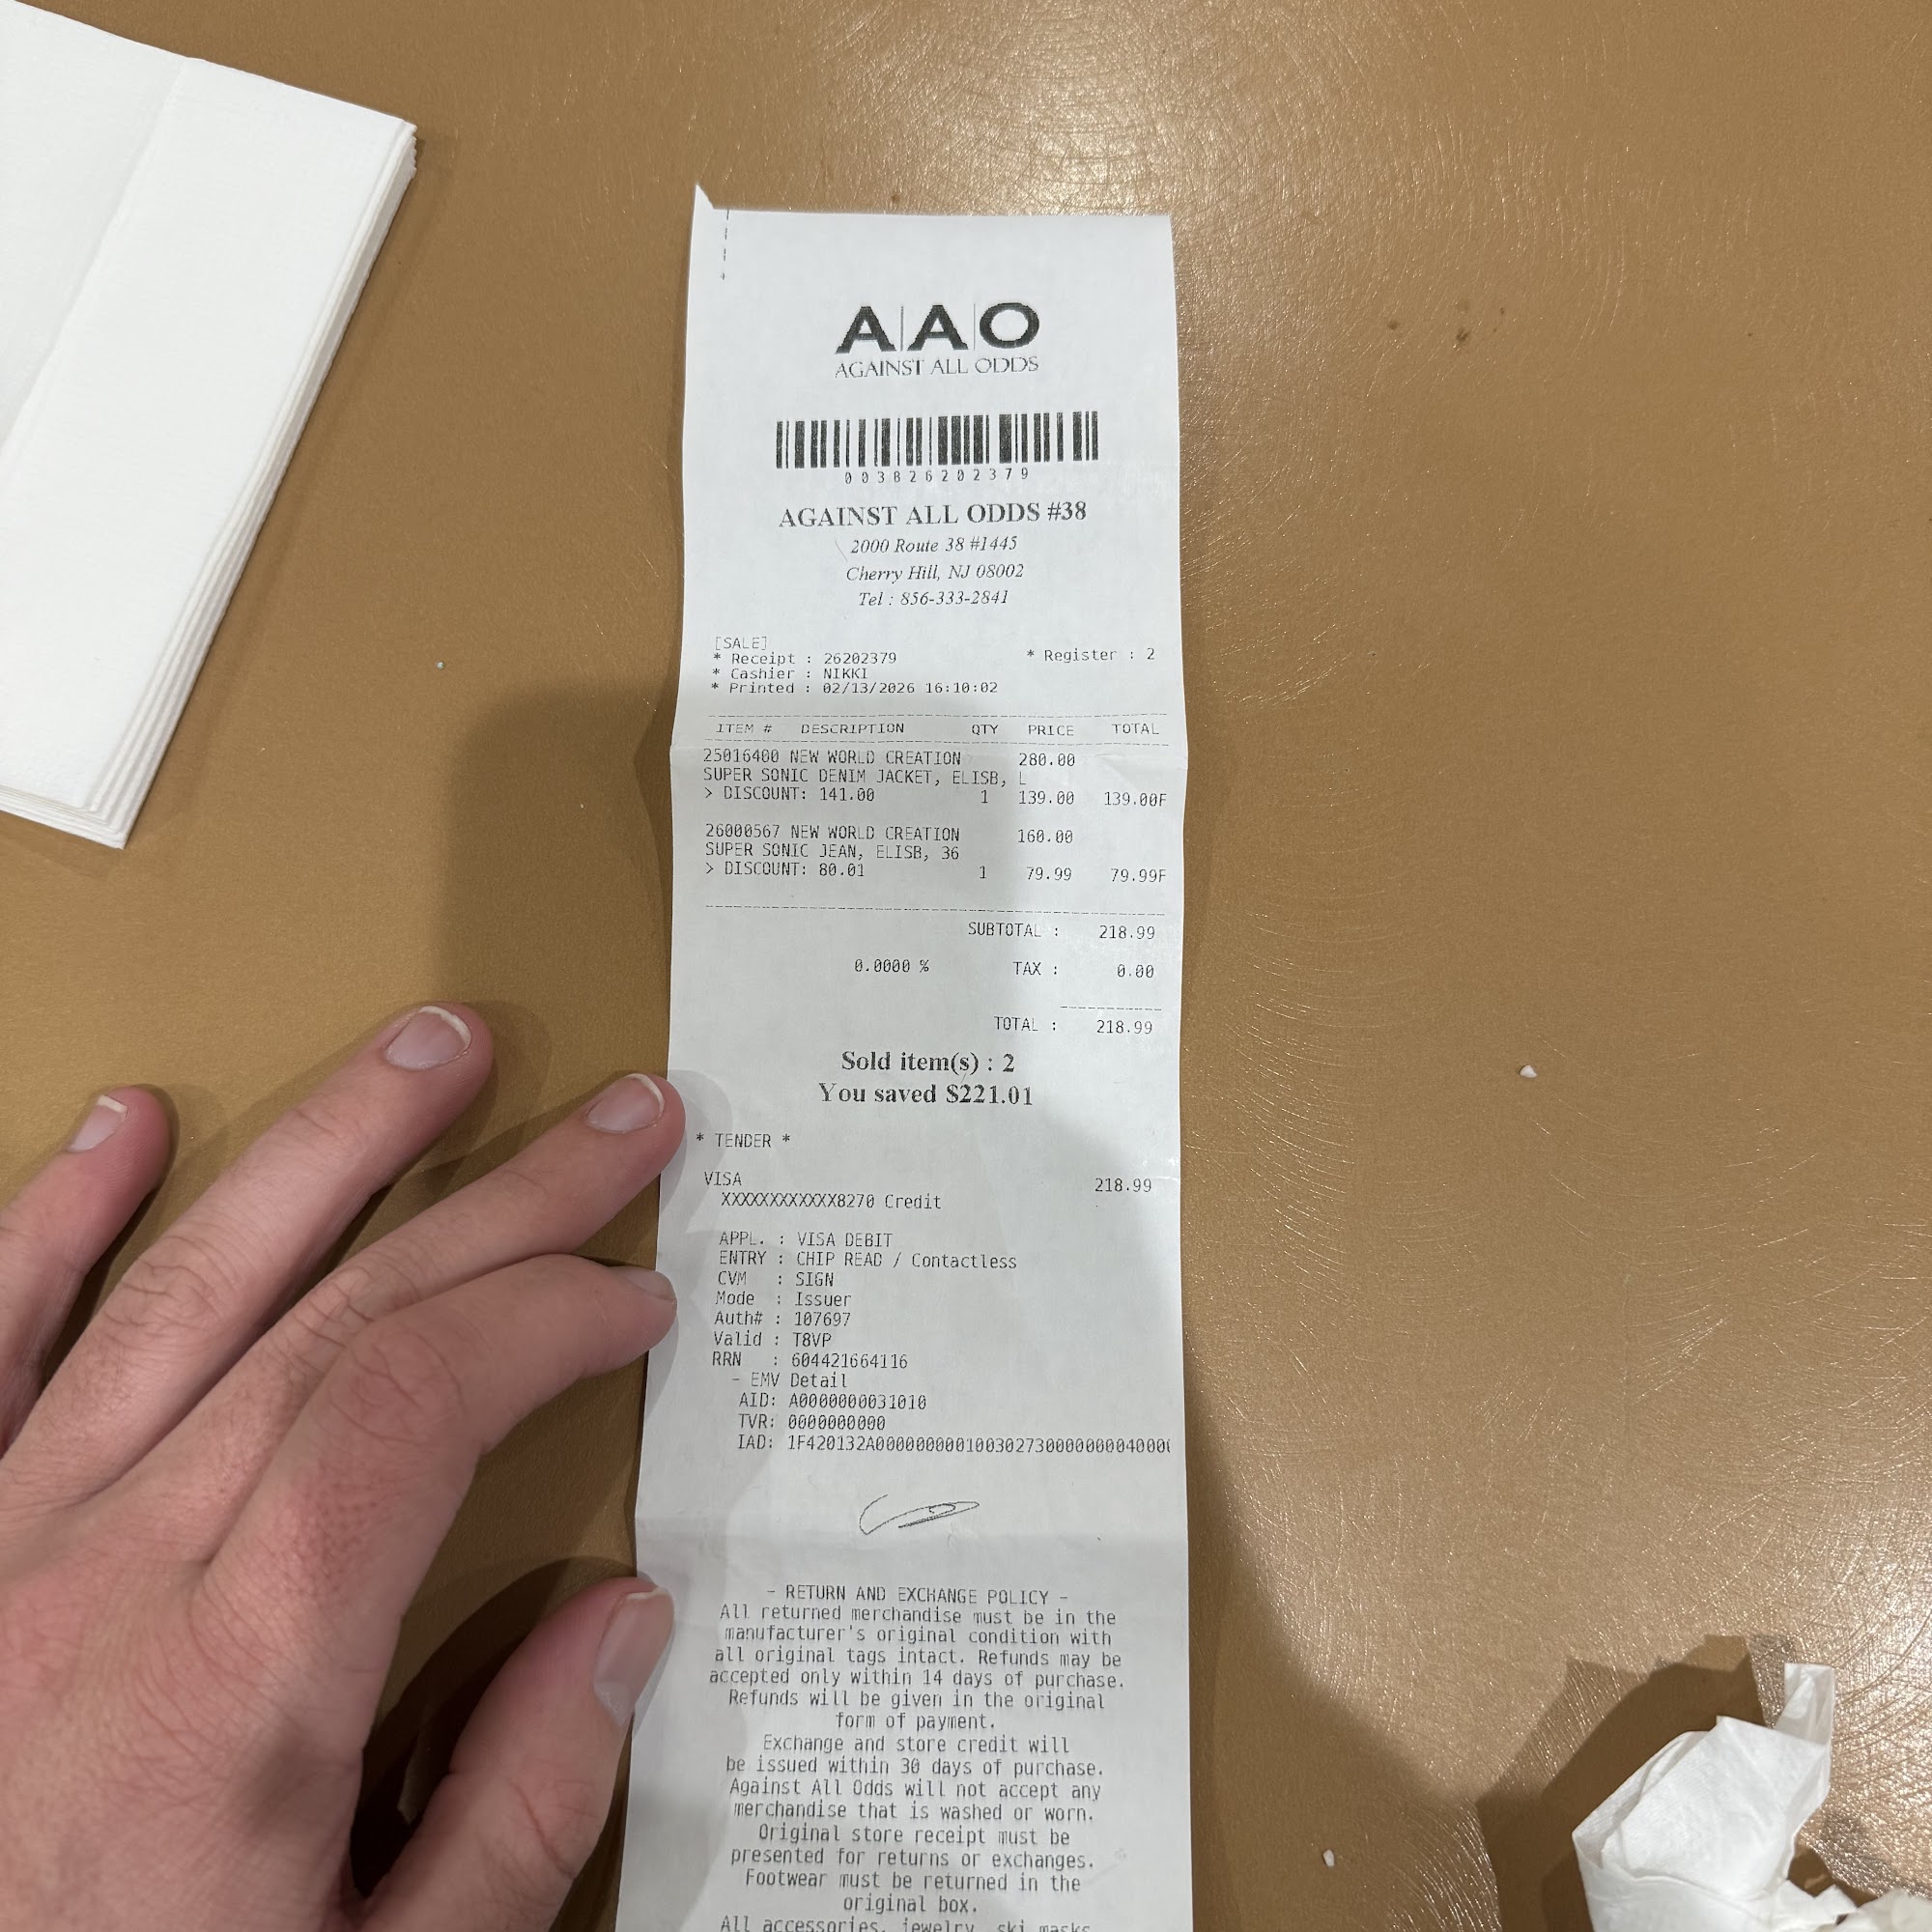 A|A|O
AGAINST ALL ODDS
003826202379
AGAINST ALL ODDS #38
2000 Route 38 #1445
Cherry Hill, NJ 08002
Tel : 856-333-2841
[SALE]
* Receipt : 26202379 * Register : 2
* Cashier : NIKKI
* Printed : 02/13/2026 16:10:02
ITEM # DESCRIPTION QTY PRICE TOTAL
25016400 NEW WORLD CREATION 280.00
SUPER SONIC DENIM JACKET, ELISB, L
> DISCOUNT: 141.00 1 139.00 139.00F
26000567 NEW WORLD CREATION 160.00
SUPER SONIC JEAN, ELISB, 36
> DISCOUNT: 80.01 1 79.99 79.99F
SUBTOTAL : 218.99
0.0000 % TAX : 0.00
TOTAL : 218.99
Sold item(s) : 2
You saved $221.01
* TENDER *
VISA 218.99
XXXXXXXXXXXX8270 Credit
APPL. : VISA DEBIT
ENTRY : CHIP READ / Contactless
CVM : SIGN
Mode : Issuer
Auth# : 107697
Valid : T8VP
RRN : 604421664116
- EMV Detail
AID: A0000000031010
TVR: 0000000000
IAD:
- RETURN AND EXCHANGE POLICY -
All returned merchandise must be in the
manufacturer's original condition with
all original tags intact. Refunds may be
accepted only within 14 days of purchase.
Refunds will be given in the original
form of payment.
Exchange and store credit will
be issued within 30 days of purchase.
Against All Odds will not accept any
merchandise that is washed or worn.
Original store receipt must be
presented for returns or exchanges.
Footwear must be returned in the
original box.
All accessories, jewelry, ski masks